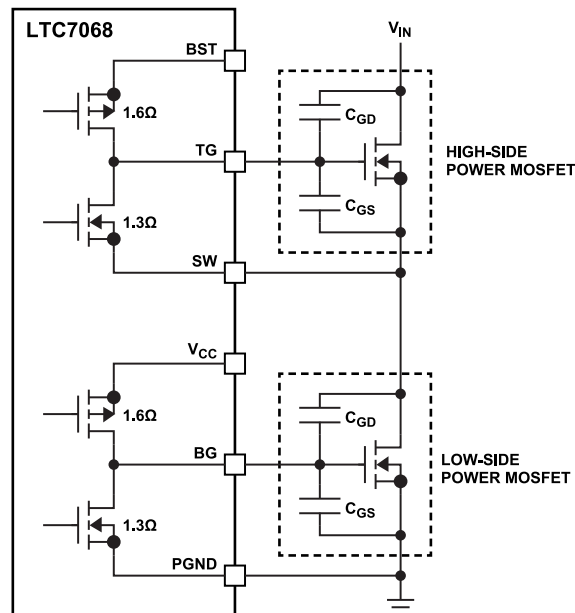 LTC7068
BST
1.6Ω
TG
1.3Ω
SW
VCC
1.6Ω
BG
1.3Ω
PGND
VIN
CGD
CGS
HIGH-SIDE
POWER MOSFET
CGD
CGS
LOW-SIDE
POWER MOSFET